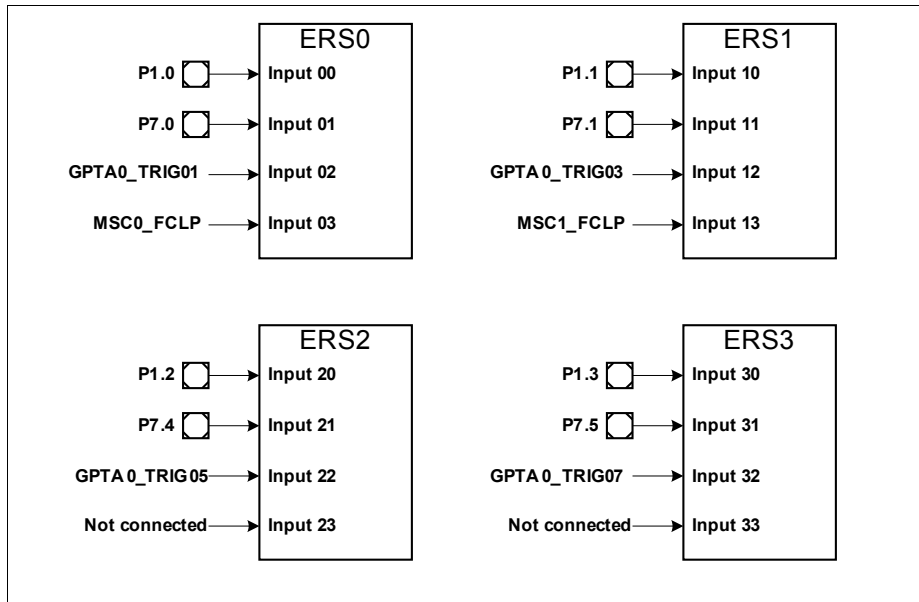 ERS0
P1.0 Input 00
P7.0 Input 01
GPTA0_TRIG01 Input 02
MSC0_FCLP Input 03
ERS1
P1.1 Input 10
P7.1 Input 11
GPTA0_TRIG03 Input 12
MSC1_FCLP Input 13
ERS2
P1.2 Input 20
P7.4 Input 21
GPTA0_TRIG05 Input 22
Not connected Input 23
ERS3
P1.3 Input 30
P7.5 Input 31
GPTA0_TRIG07 Input 32
Not connected Input 33